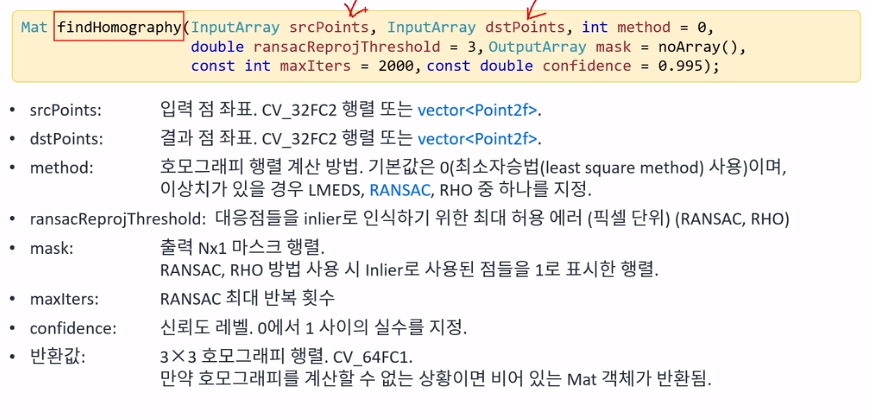 Mat findHomography(InputArray srcPoints, InputArray dstPoints, int method = 0,
double ransacReprojThreshold = 3, OutputArray mask = noArray(),
const int maxIters = 2000, const double confidence = 0.995);
• srcPoints: 입력 점 좌표. CV_32FC2 행렬 또는 vector<Point2f>.
• dstPoints: 결과 점 좌표. CV_32FC2 행렬 또는 vector<Point2f>.
• method: 호모그래피 행렬 계산 방법. 기본값은 0(최소자승법(least square method) 사용)이며,
이상치가 있을 경우 LMEDS, RANSAC, RHO 중 하나를 지정.
• ransacReprojThreshold: 대응점들을 inlier로 인식하기 위한 최대 허용 에러 (픽셀 단위) (RANSAC, RHO)
• mask: 출력 Nx1 마스크 행렬.
RANSAC, RHO 방법 사용 시 Inlier로 사용된 점들을 1로 표시한 행렬.
• maxIters: RANSAC 최대 반복 횟수
• confidence: 신뢰도 레벨. 0에서 1 사이의 실수를 지정.
• 반환값: 3×3 호모그래피 행렬. CV_64FC1.
만약 호모그래피를 계산할 수 없는 상황이면 비어 있는 Mat 객체가 반환됨.